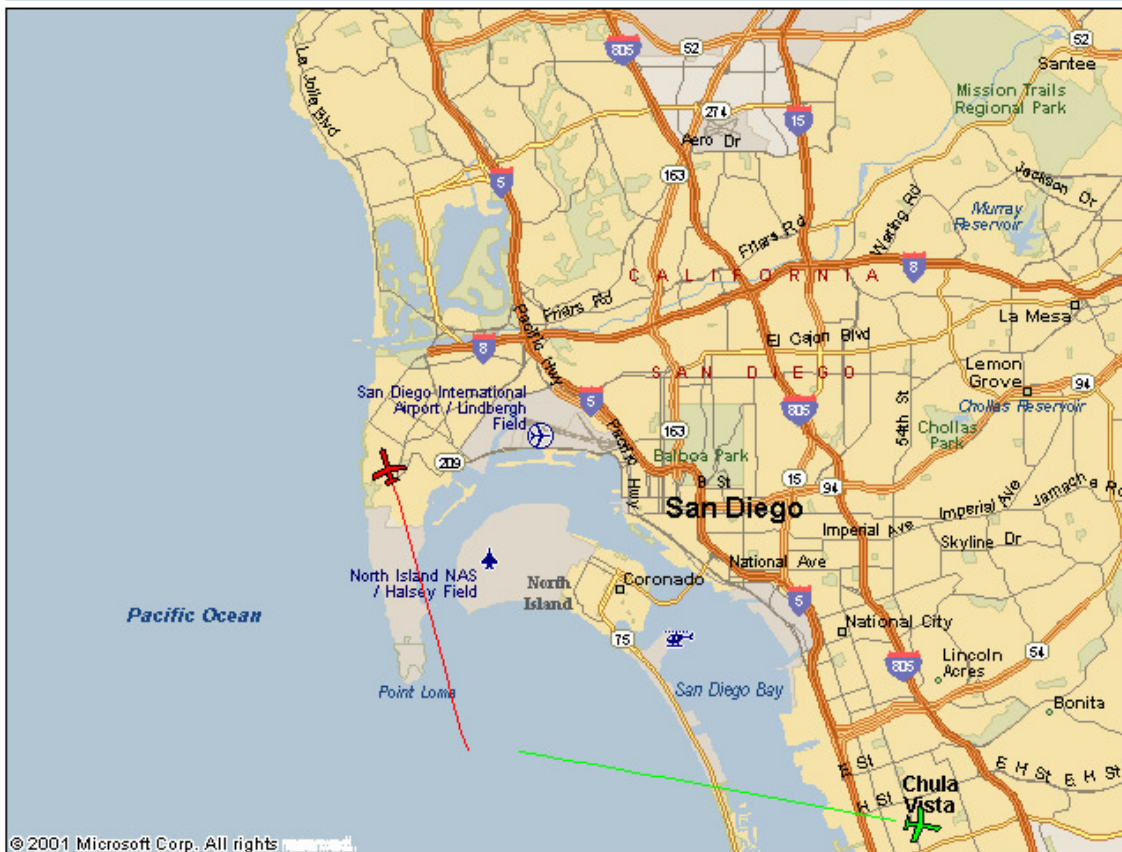 52
805
52
Santee
La Jolla Blvd
Mission Trails
Regional Park
274
15
Aero Dr
163
5
Jackson Dr
Waring Rd
Murray
Reservoir
Friars Rd
CALIFORNIA
8
Friars Rd
Pacific Hwy
La Mesa
El Cajon Blvd
8
SAN DIEGO
Lemon
Grove
94
San Diego International
Airport / Lindbergh
Field
5
805
54th St
Chollas Reservoir
Chollas
Park
163
Pacific Hwy
Balboa Park
209
15
94
B St
San Diego
Imperial Ave
Imperial Ave
Jamacha Rd
Skyline Dr
National Ave
North Island NAS
/ Halsey Field
North
Island
Coronado
5
Pacific Ocean
National City
75
54
805
Lincoln
Acres
Point Loma
San Diego Bay
Bonita
H St
E H St E H St
H St
Chula
Vista
© 2001 Microsoft Corp. All rights